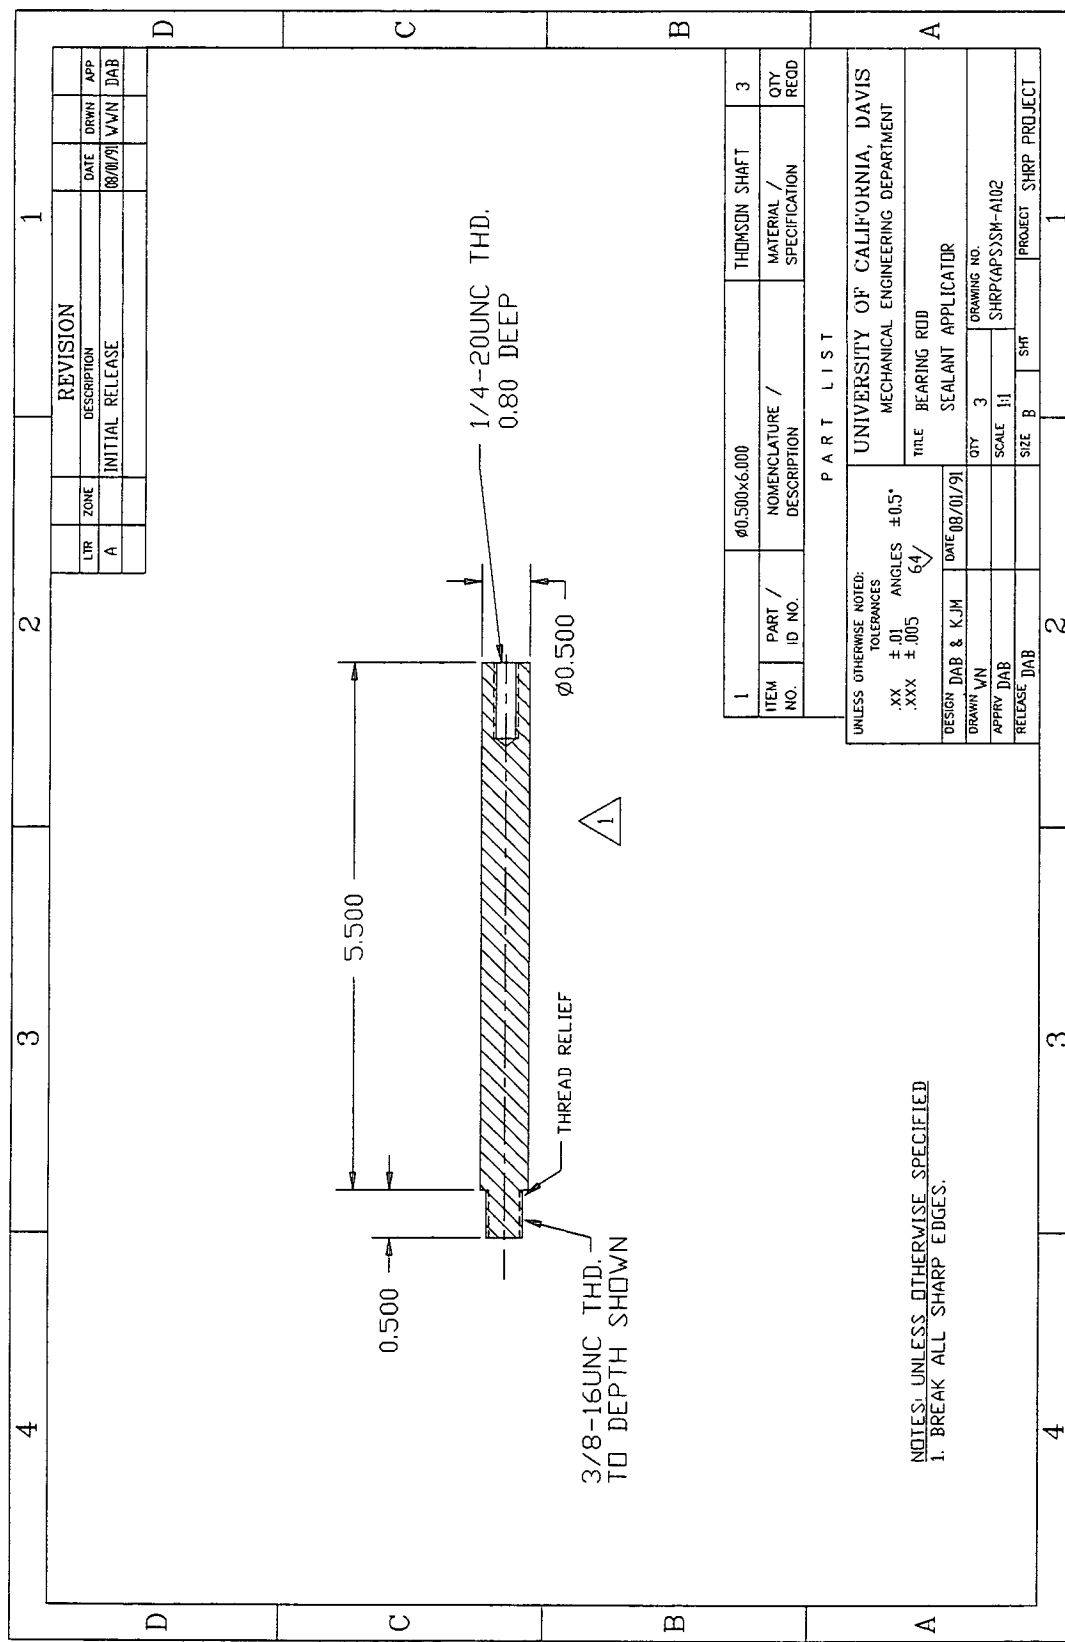 4
3
2
1
D
C
B
A
REVISION
LTR ZONE DESCRIPTION DATE DRWN APP
A INITIAL RELEASE 08/01/91 WWN DAB
0.500
5.500
1/4-20UNC THD.
0.80 DEEP
3/8-16UNC THD.
TO DEPTH SHOWN
THREAD RELIEF
ø0.500
1
NOTES: UNLESS OTHERWISE SPECIFIED
1. BREAK ALL SHARP EDGES.
1 ø0.500x6.000 THOMSON SHAFT 3
ITEM NO. PART / ID NO. NOMENCLATURE / DESCRIPTION MATERIAL / SPECIFICATION QTY REQD
PART LIST
UNLESS OTHERWISE NOTED:
TOLERANCES
.XX ±.01 ANGLES ±0.5°
.XXX ±.005 64
UNIVERSITY OF CALIFORNIA, DAVIS
MECHANICAL ENGINEERING DEPARTMENT
TITLE BEARING ROD
SEALANT APPLICATOR
DESIGN DAB & KJM DATE 08/01/91
DRAWN WN
APPRV DAB
RELEASE DAB
QTY 3
SCALE 1:1
DRAWING NO.
SHRP(APS)SM-A102
SIZE B SHT PROJECT SHRP PROJECT
D
C
B
A
4
3
2
1